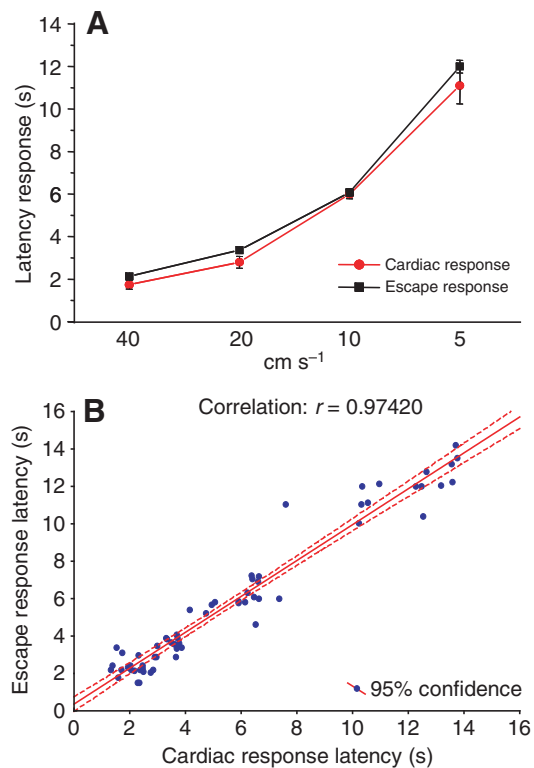 A
Latency response (s)
14
12
10
8
6
4
2
0
Cardiac response
Escape response
40 20 10 5
cm s⁻¹
B
Correlation: r = 0.97420
Escape response latency (s)
16
14
12
10
8
6
4
2
0
95% confidence
0 2 4 6 8 10 12 14 16
Cardiac response latency (s)